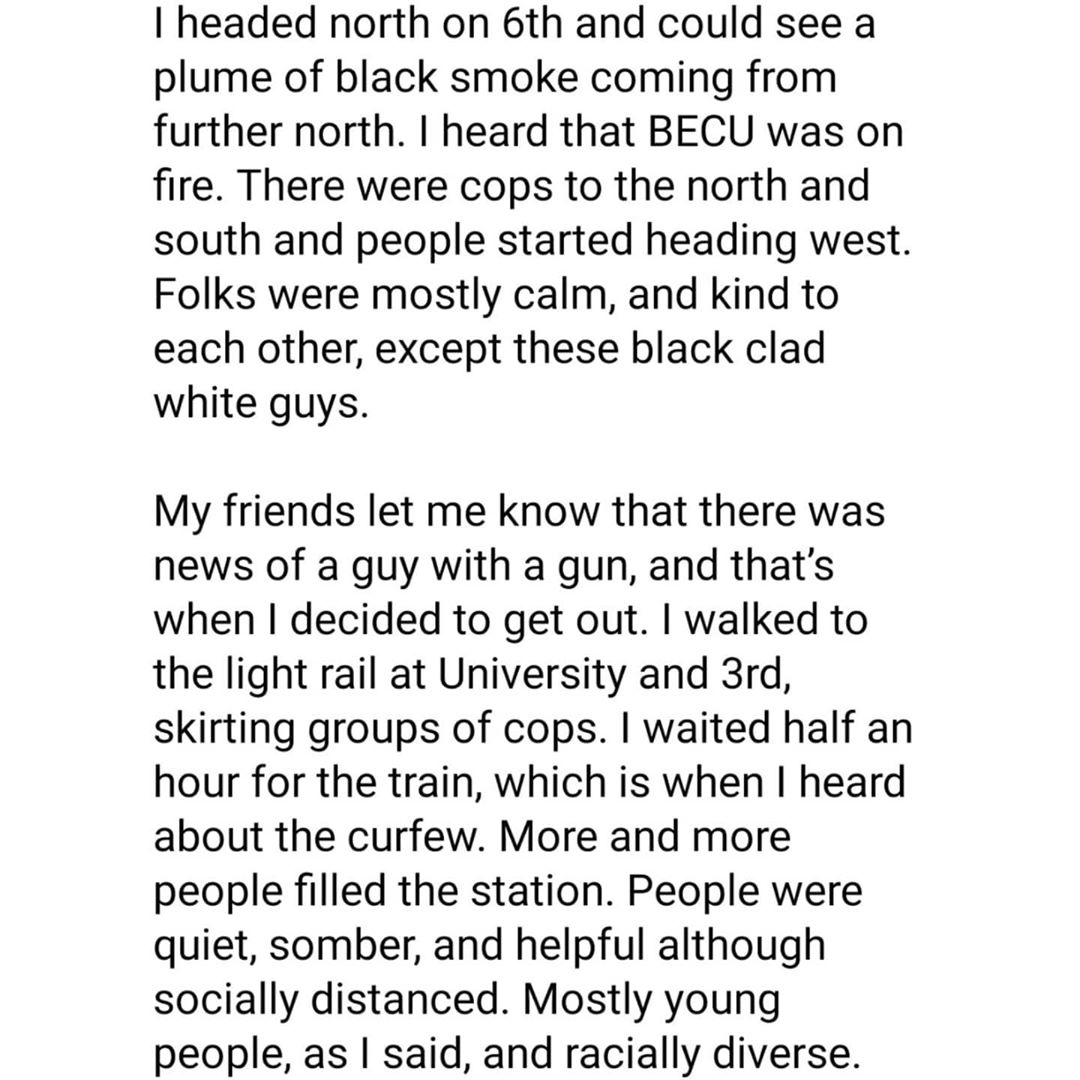 I headed north on 6th and could see a
plume of black smoke coming from
further north. I heard that BECU was on
fire. There were cops to the north and
south and people started heading west.
Folks were mostly calm, and kind to
each other, except these black clad
white guys.
My friends let me know that there was
news of a guy with a gun, and that’s
when I decided to get out. I walked to
the light rail at University and 3rd,
skirting groups of cops. I waited half an
hour for the train, which is when I heard
about the curfew. More and more
people filled the station. People were
quiet, somber, and helpful although
socially distanced. Mostly young
people, as I said, and racially diverse.